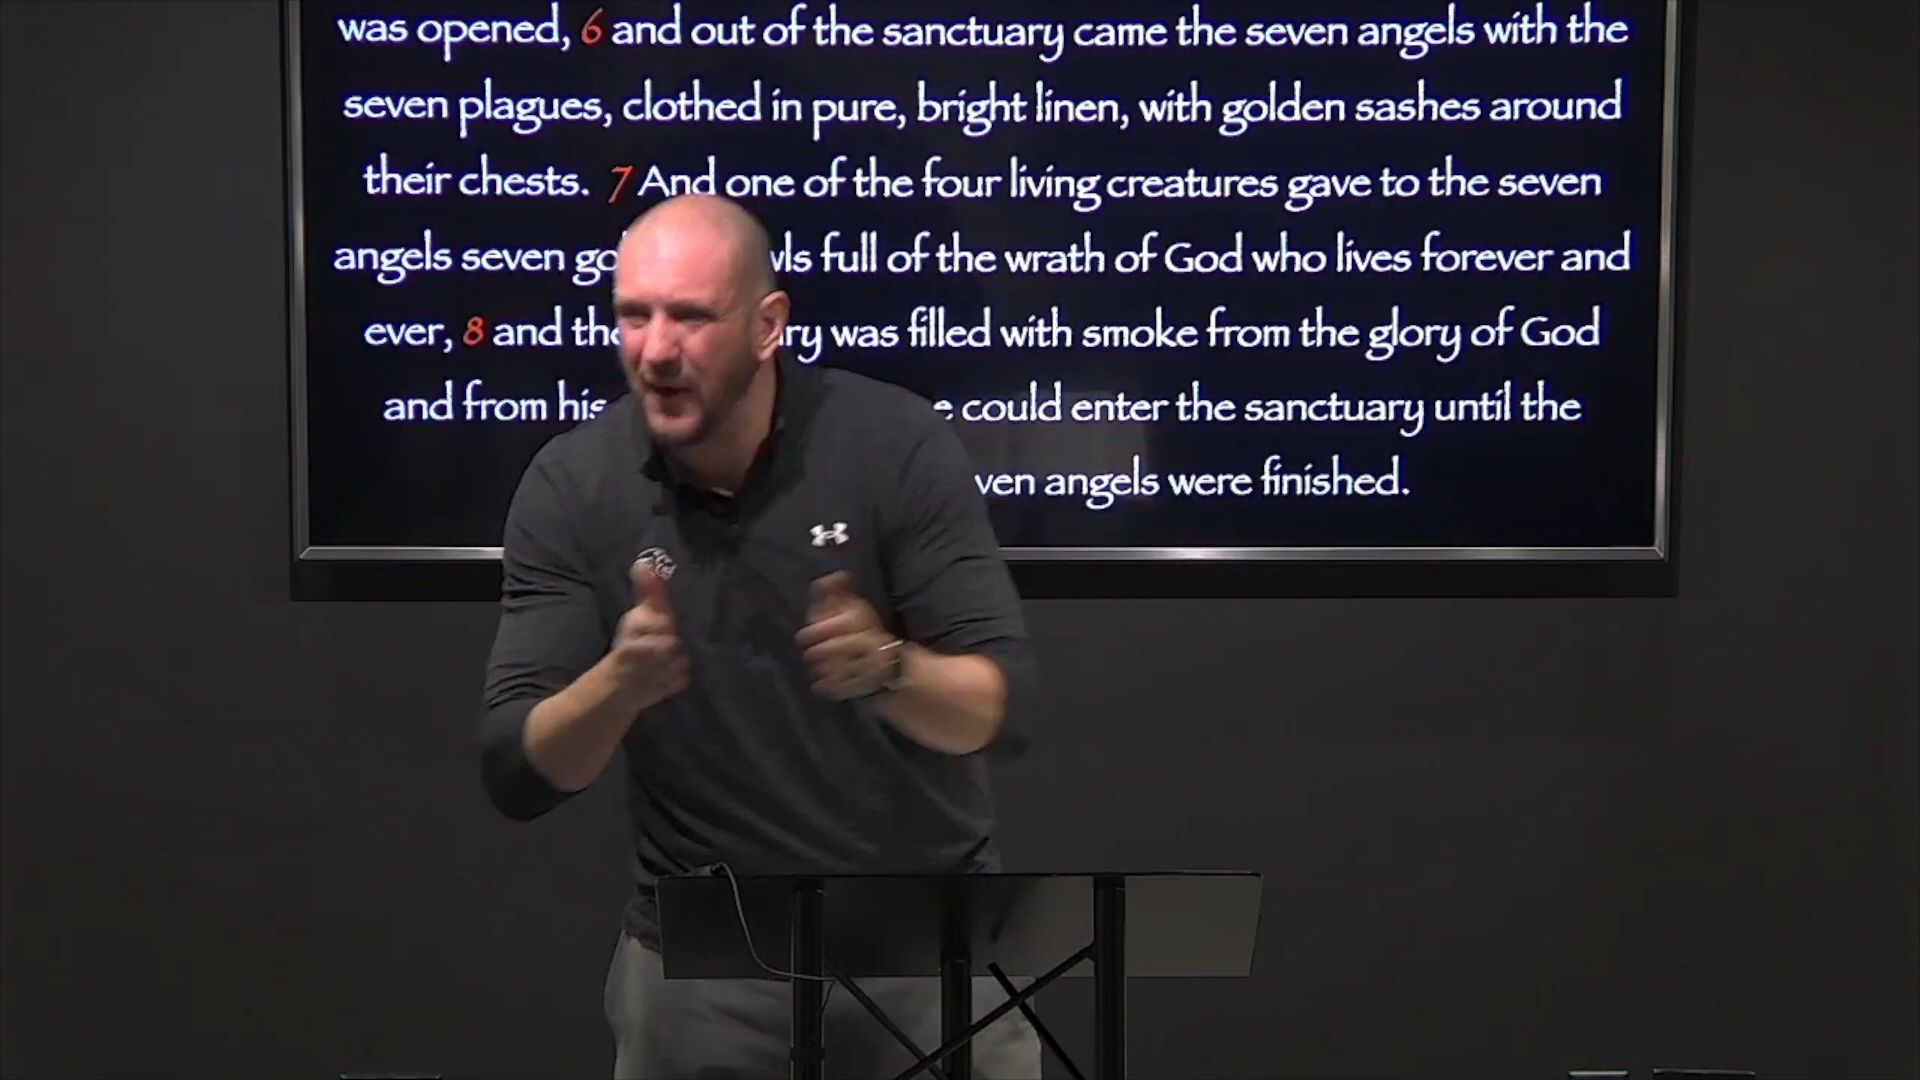 was opened, 6 and out of the sanctuary came the seven angels with the
seven plagues, clothed in pure, bright linen, with golden sashes around
their chests. 7 And one of the four living creatures gave to the seven
angels seven go wls full of the wrath of God who lives forever and
ever, 8 and the ry was filled with smoke from the glory of God
and from his e could enter the sanctuary until the
ven angels were finished.